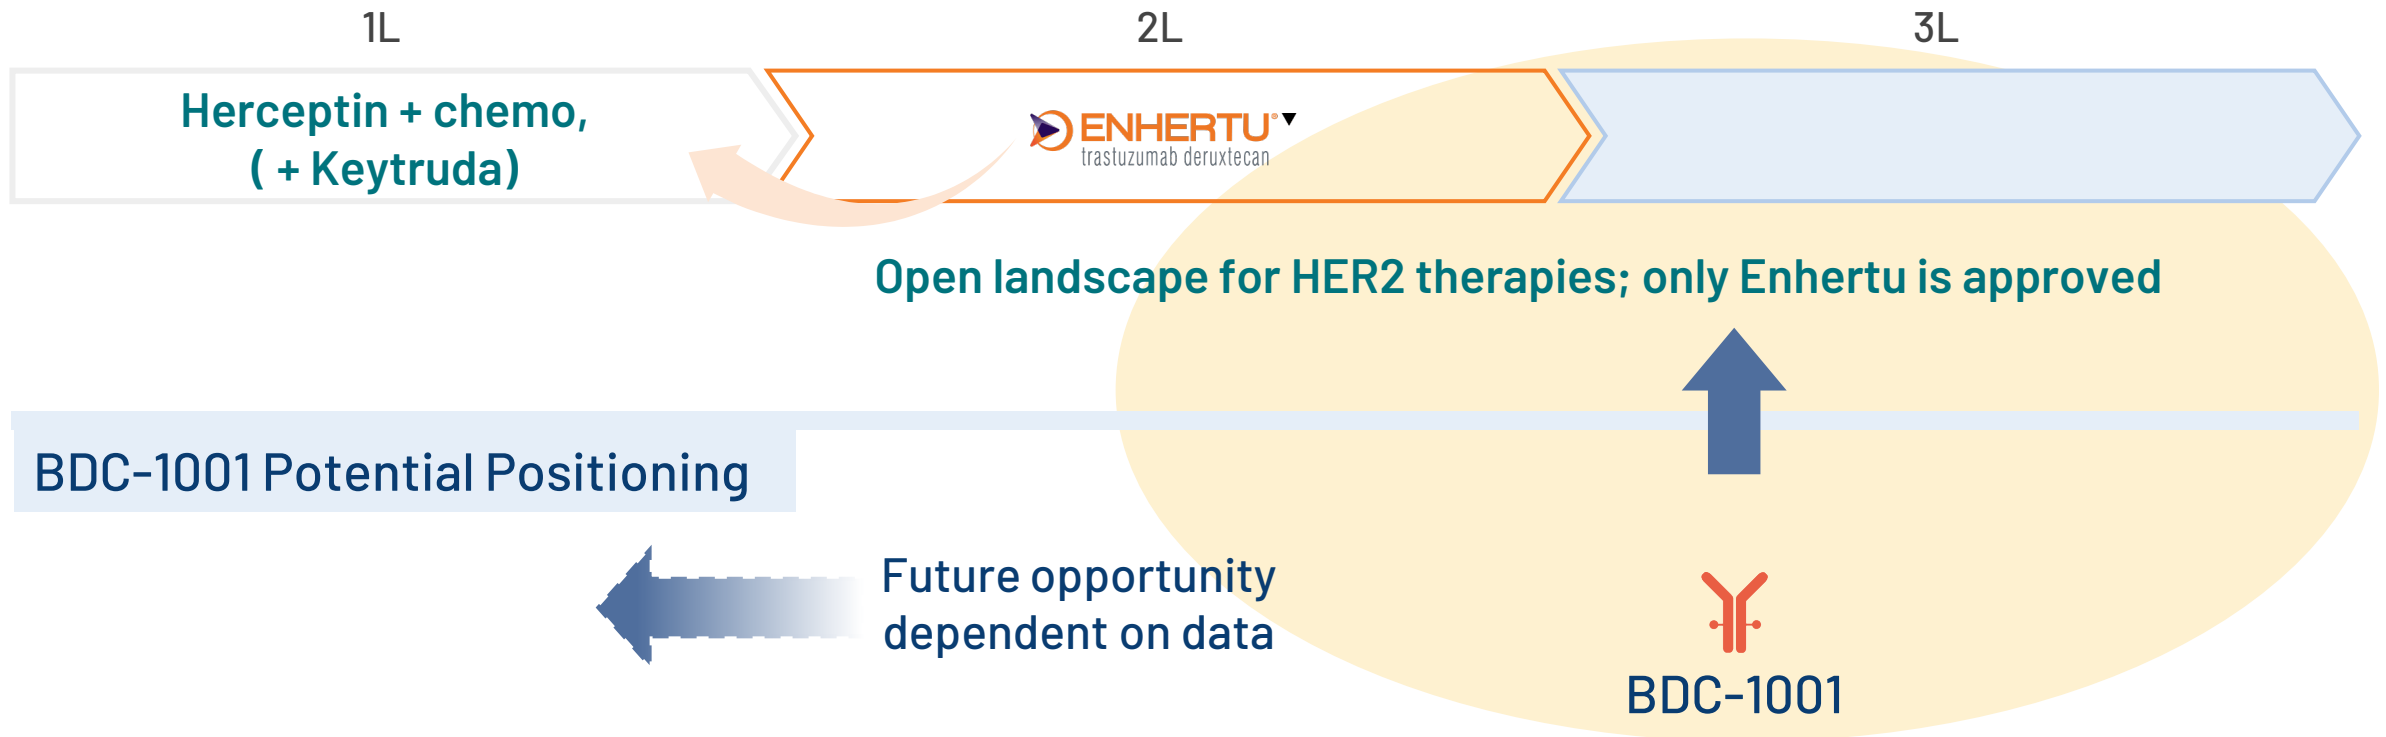 1L
2L
3L
Herceptin + chemo,
( + Keytruda)
ENHERTU®▼
trastuzumab deruxtecan
Open landscape for HER2 therapies; only Enhertu is approved
BDC-1001 Potential Positioning
Future opportunity
dependent on data
BDC-1001